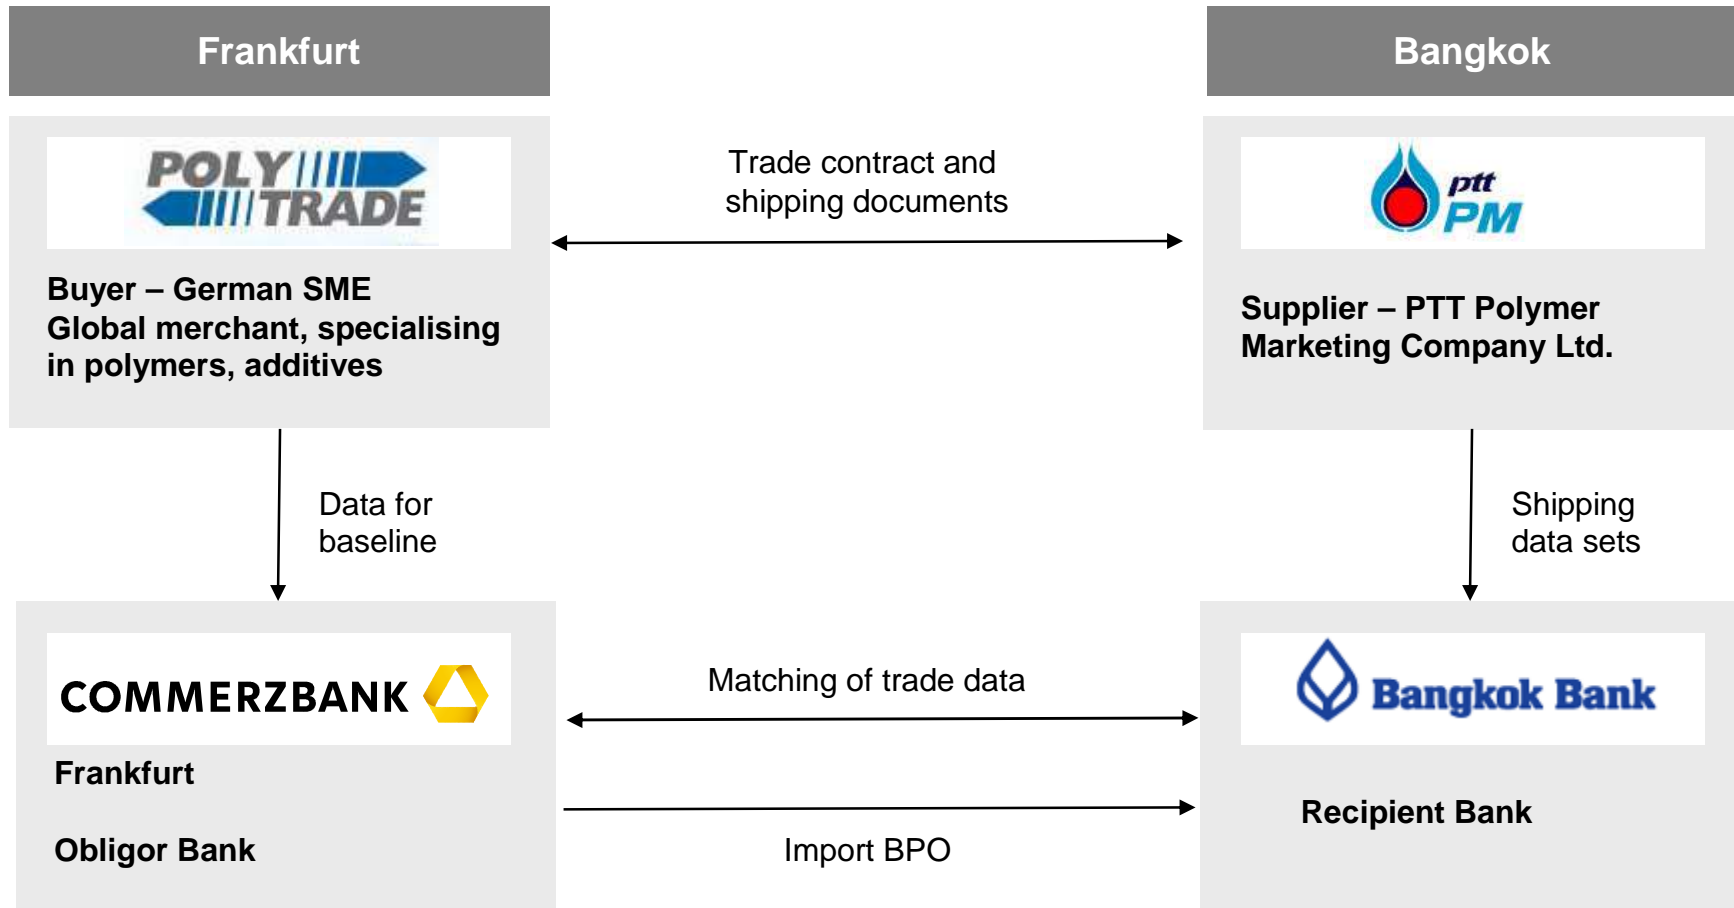 Frankfurt
Bangkok
POLY
TRADE
Trade contract and
shipping documents
ptt
PM
Buyer – German SME
Global merchant, specialising
in polymers, additives
Supplier – PTT Polymer
Marketing Company Ltd.
Data for
baseline
Shipping
data sets
COMMERZBANK
Matching of trade data
Bangkok Bank
Frankfurt
Obligor Bank
Import BPO
Recipient Bank